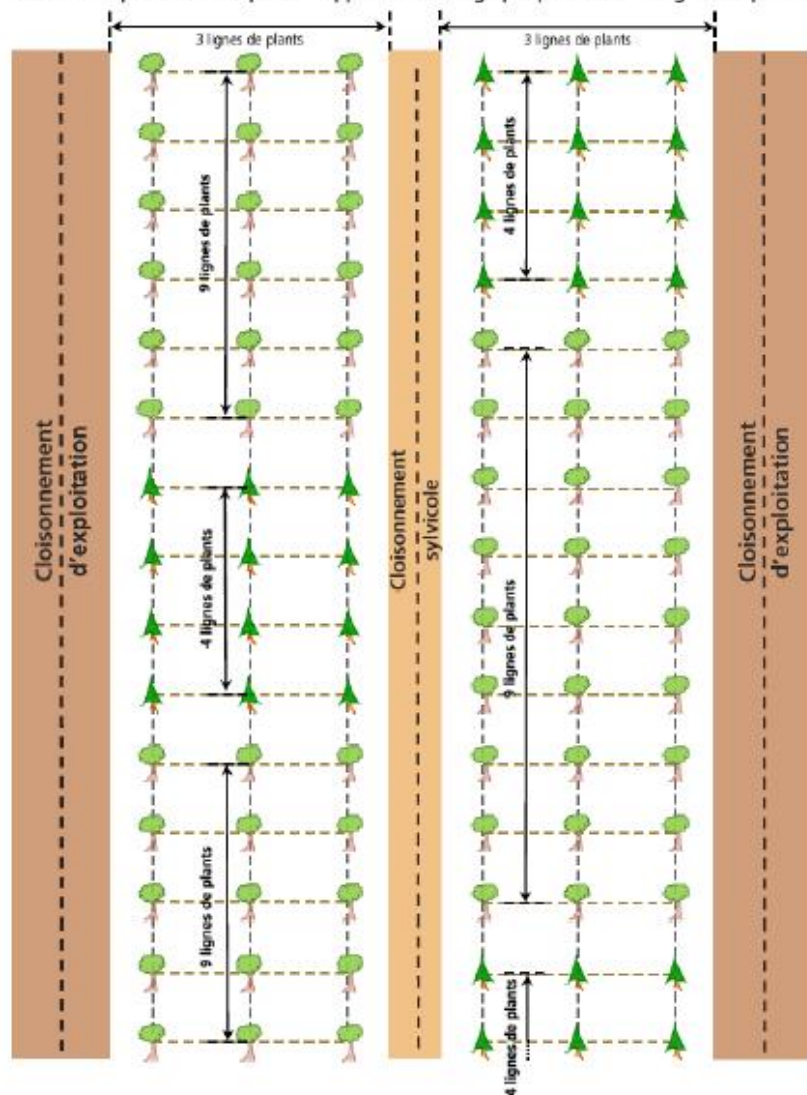 3 lignes de plants
3 lignes de plants
9 lignes de plants
4 lignes de plants
9 lignes de plants
4 lignes de plants
9 lignes de plants
4 lignes de plants
Cloisonnement
d'exploitation
Cloisonnement
sylvicole
Cloisonnement
d'exploitation